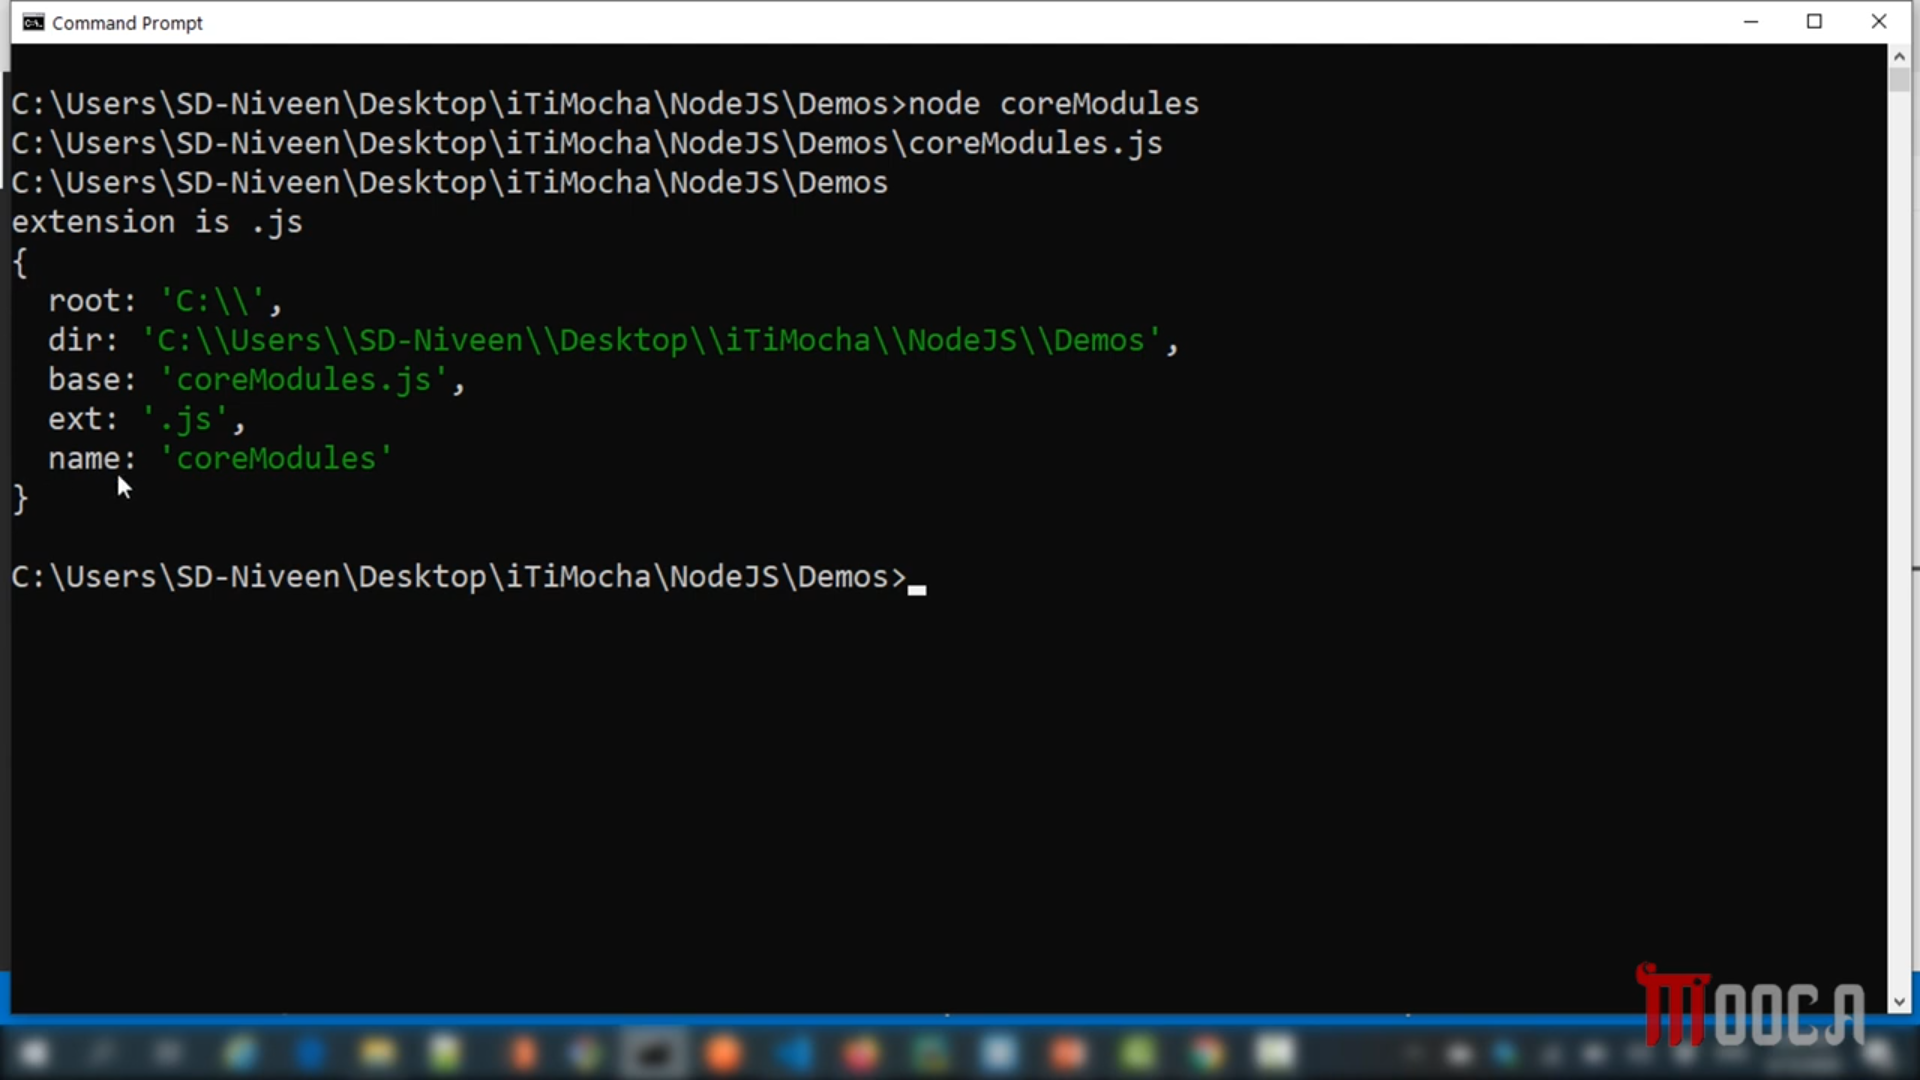 Command Prompt
C:\Users\SD-Niveen\Desktop\iTiMocha\NodeJS\Demos>node coreModules
C:\Users\SD-Niveen\Desktop\iTiMocha\NodeJS\Demos\coreModules.js
C:\Users\SD-Niveen\Desktop\iTiMocha\NodeJS\Demos
extension is .js
{
  root: 'C:\\',
  dir: 'C:\\Users\\SD-Niveen\\Desktop\\iTiMocha\\NodeJS\\Demos',
  base: 'coreModules.js',
  ext: '.js',
  name: 'coreModules'
}
C:\Users\SD-Niveen\Desktop\iTiMocha\NodeJS\Demos>
MOOCA